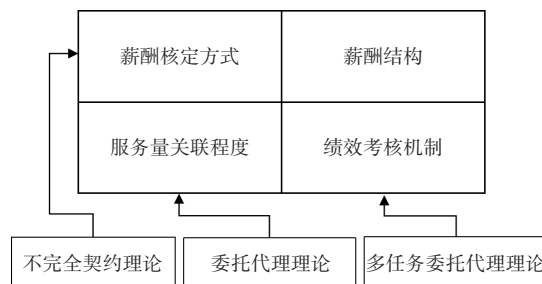 薪酬核定方式
薪酬结构
服务量关联程度
绩效考核机制
不完全契约理论
委托代理理论
多任务委托代理理论